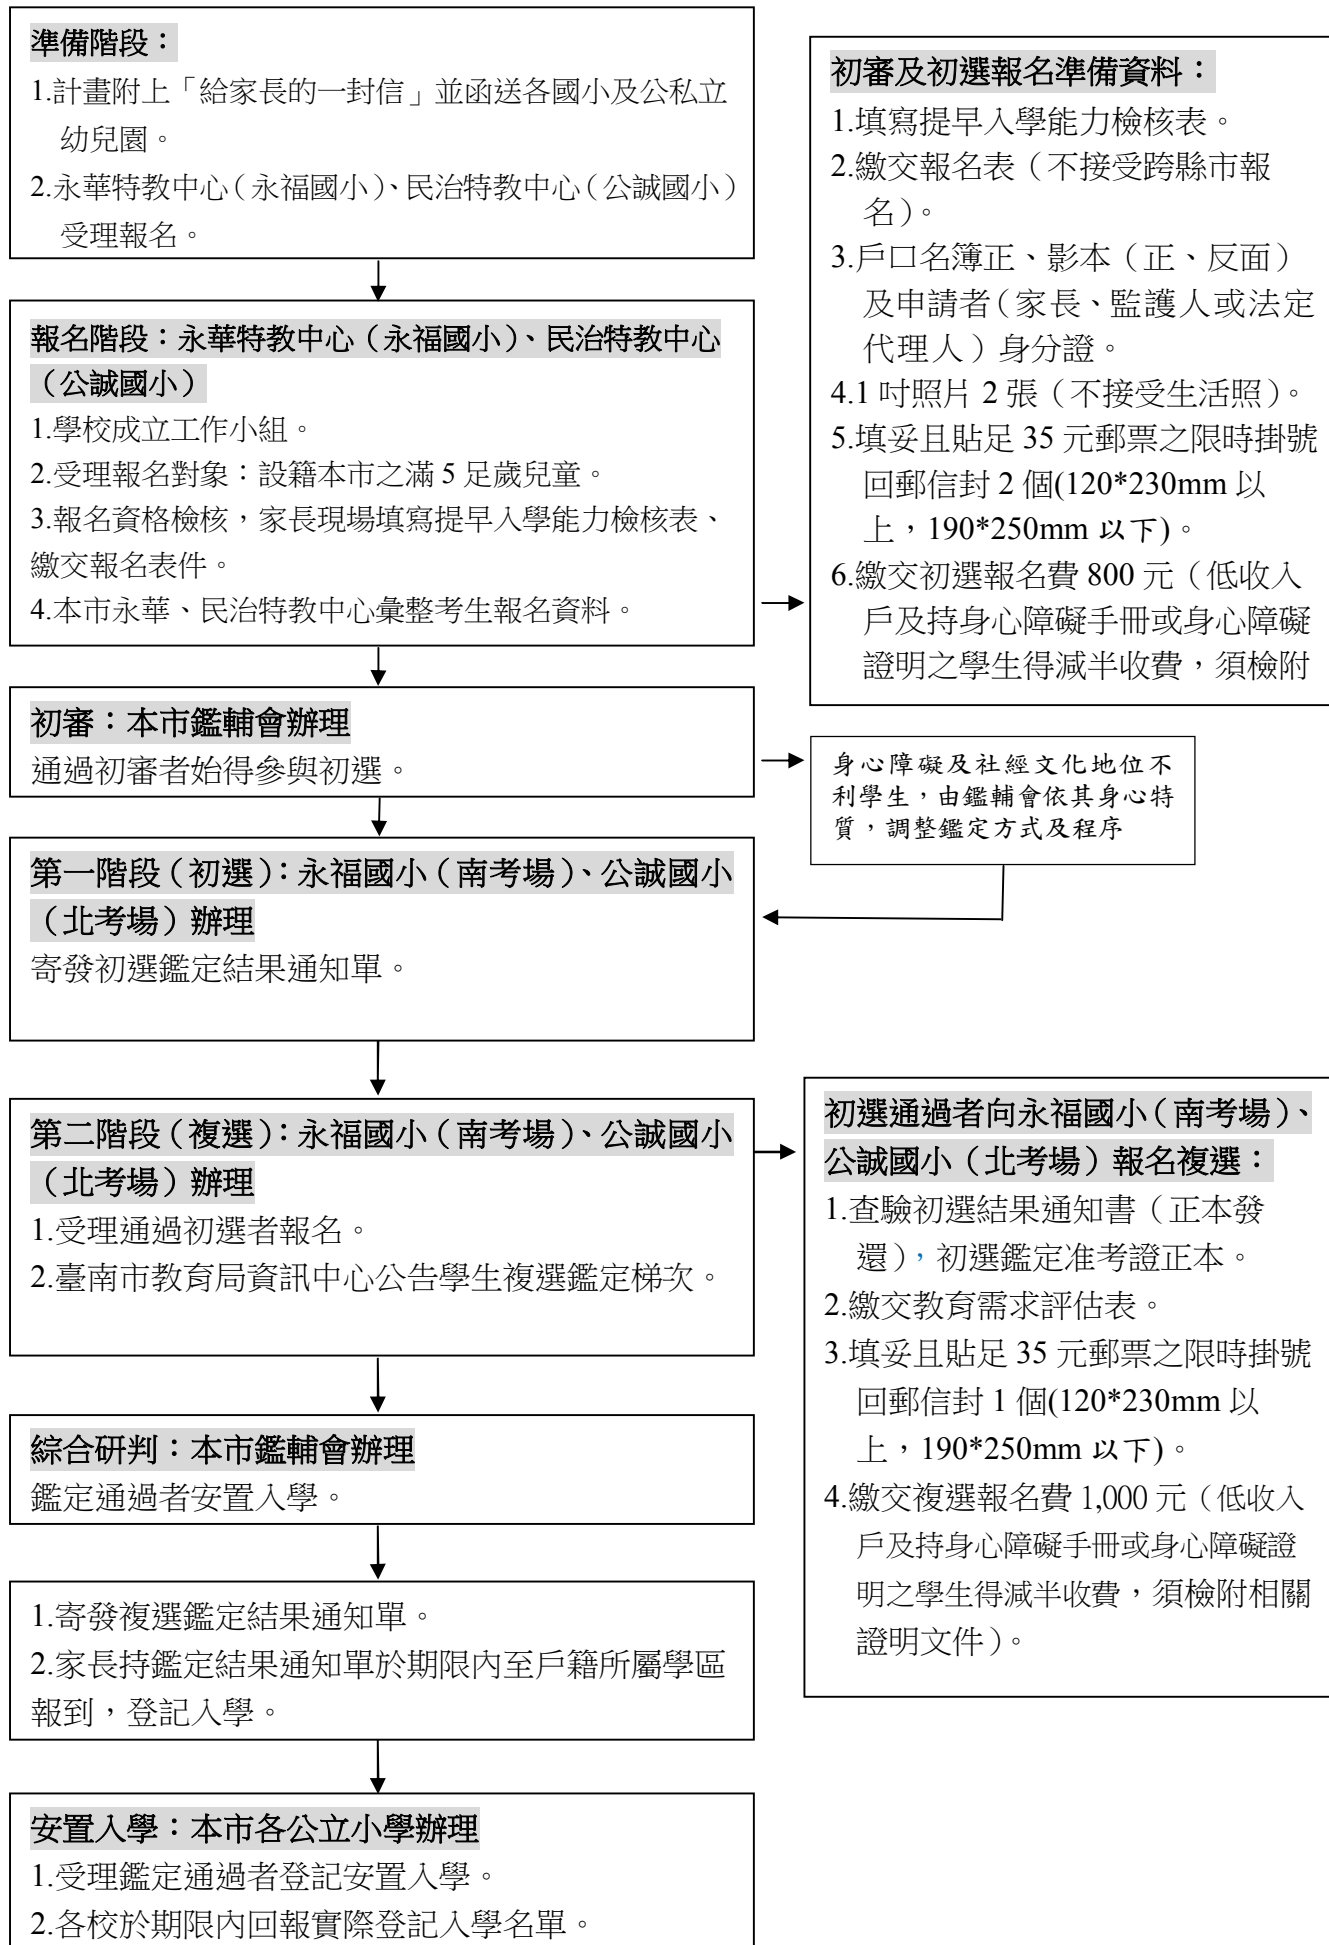 準備階段：
1.計畫附上「給家長的一封信」並函送各國小及公私立
幼兒園。
2.永華特教中心（永福國小）、民治特教中心（公誠國小）
受理報名。
初審及初選報名準備資料：
1.填寫提早入學能力檢核表。
2.繳交報名表（不接受跨縣市報
名）。
3.戶口名簿正、影本（正、反面）
及申請者（家長、監護人或法定
代理人）身分證。
4.1 吋照片 2 張（不接受生活照）。
5.填妥且貼足 35 元郵票之限時掛號
回郵信封 2 個(120*230mm 以
上，190*250mm 以下)。
6.繳交初選報名費 800 元（低收入
戶及持身心障礙手冊或身心障礙
證明之學生得減半收費，須檢附
報名階段：永華特教中心（永福國小）、民治特教中心
（公誠國小）
1.學校成立工作小組。
2.受理報名對象：設籍本市之滿 5 足歲兒童。
3.報名資格檢核，家長現場填寫提早入學能力檢核表、
繳交報名表件。
4.本市永華、民治特教中心彙整考生報名資料。
初審：本市鑑輔會辦理
通過初審者始得參與初選。
身心障礙及社經文化地位不
利學生，由鑑輔會依其身心特
質，調整鑑定方式及程序
第一階段（初選）：永福國小（南考場）、公誠國小
（北考場）辦理
寄發初選鑑定結果通知單。
第二階段（複選）：永福國小（南考場）、公誠國小
（北考場）辦理
1.受理通過初選者報名。
2.臺南市教育局資訊中心公告學生複選鑑定梯次。
初選通過者向永福國小（南考場）、
公誠國小（北考場）報名複選：
1.查驗初選結果通知書（正本發
還），初選鑑定准考證正本。
2.繳交教育需求評估表。
3.填妥且貼足 35 元郵票之限時掛號
回郵信封 1 個(120*230mm 以
上，190*250mm 以下)。
4.繳交複選報名費 1,000 元（低收入
戶及持身心障礙手冊或身心障礙證
明之學生得減半收費，須檢附相關
證明文件）。
綜合研判：本市鑑輔會辦理
鑑定通過者安置入學。
1.寄發複選鑑定結果通知單。
2.家長持鑑定結果通知單於期限內至戶籍所屬學區
報到，登記入學。
安置入學：本市各公立小學辦理
1.受理鑑定通過者登記安置入學。
2.各校於期限內回報實際登記入學名單。